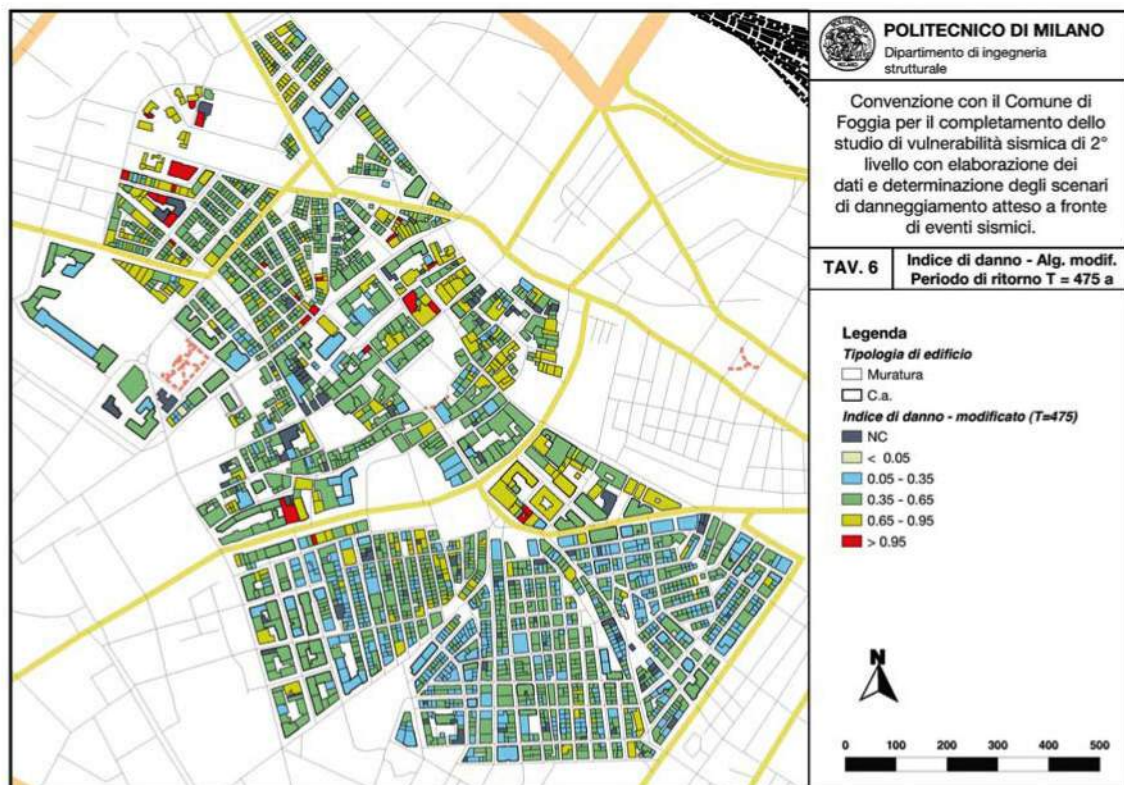 POLITECNICO DI MILANO
Dipartimento di ingegneria
strutturale
Convenzione con il Comune di
Foggia per il completamento dello
studio di vulnerabilità sismica di 2°
livello con elaborazione dei
dati e determinazione degli scenari
di danneggiamento atteso a fronte
di eventi sismici.
TAV. 6
Indice di danno - Alg. modif.
Periodo di ritorno T = 475 a
Legenda
Tipologia di edificio
Muratura
C.a.
Indice di danno - modificato (T=475)
NC
< 0.05
0.05 - 0.35
0.35 - 0.65
0.65 - 0.95
> 0.95
N
0 100 200 300 400 500